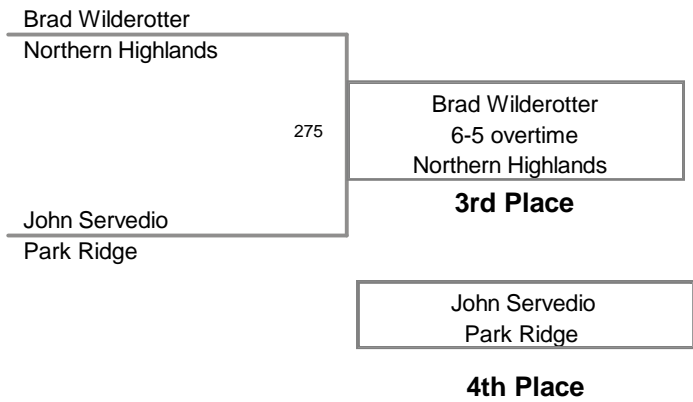 Brad Wilderotter
Northern Highlands
275
Brad Wilderotter
6-5 overtime
Northern Highlands
3rd Place
John Servedio
Park Ridge
John Servedio
Park Ridge
4th Place